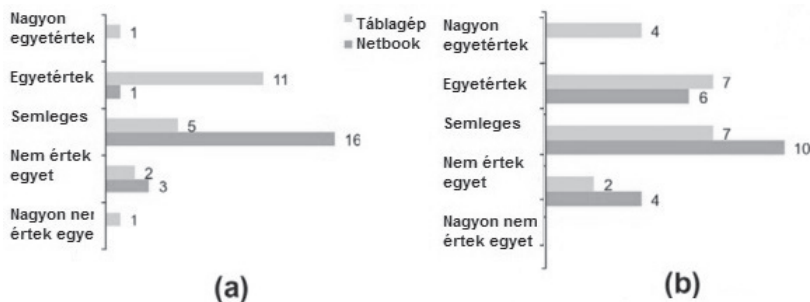 Nagyon
egyetértek
1
Egyetértek
11
1
Semleges
5
16
Nem értek
egyet
2
3
Nagyon ner
értek egye
1
(a)
Táblagép
Netbook
Nagyon
egyetértek
4
Egyetértek
7
6
Semleges
7
10
Nem értek
egyet
2
4
Nagyon nem
értek egyet
(b)